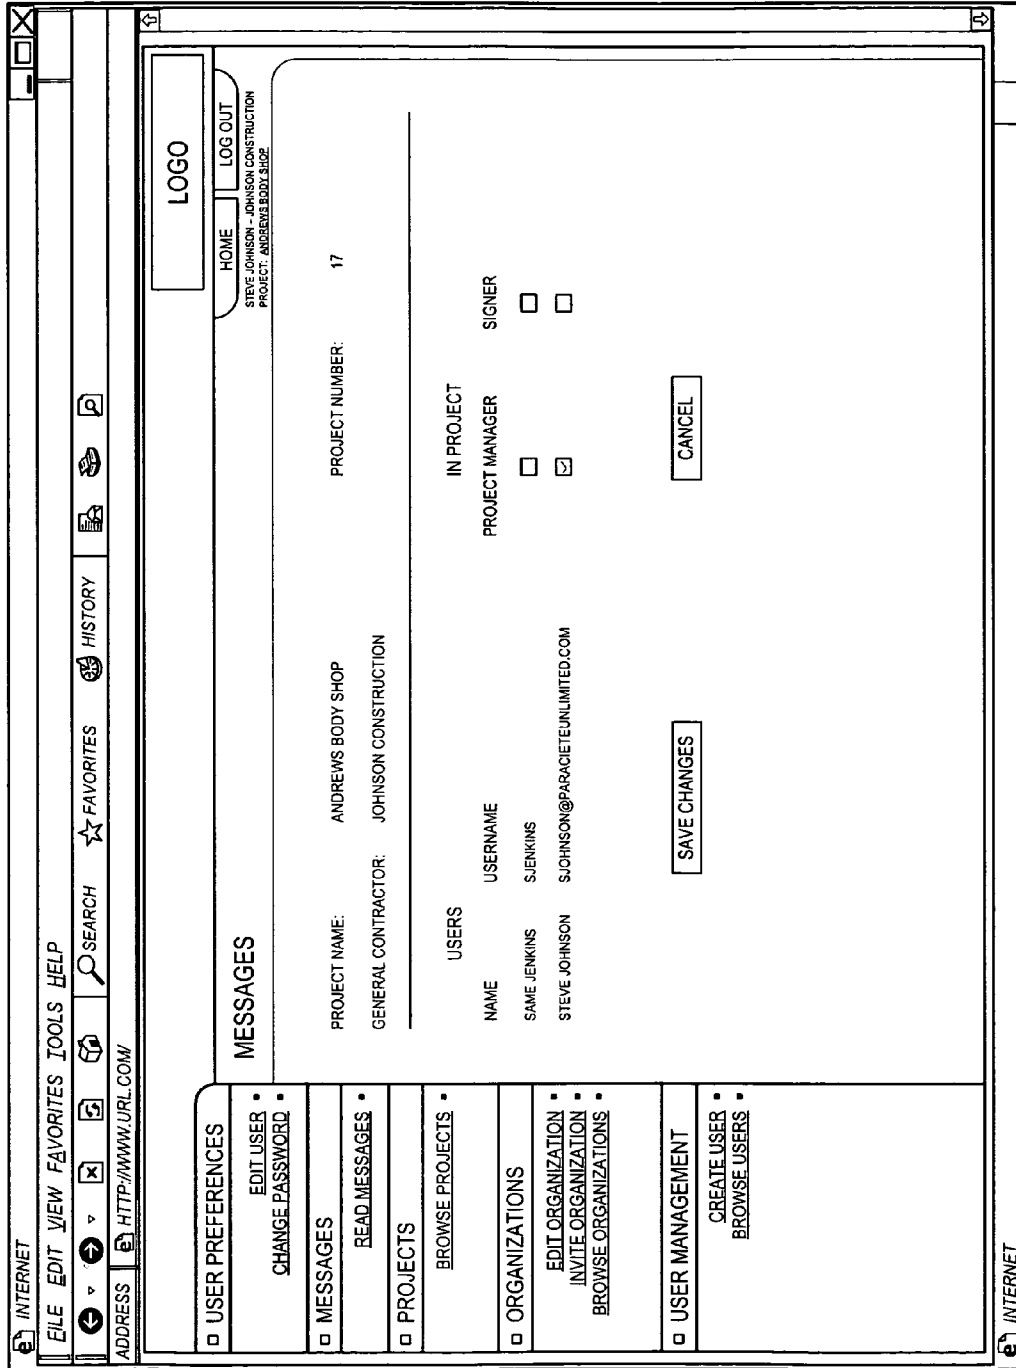 INTERNET
FILE EDIT VIEW FAVORITES TOOLS HELP
SEARCH FAVORITES HISTORY
ADDRESS HTTP://WWW.URL.COM/
LOGO
HOME LOG OUT
STEVE JOHNSON - JOHNSON CONSTRUCTION
PROJECT: ANDREWS BODY SHOP
USER PREFERENCES
EDIT USER
CHANGE PASSWORD
MESSAGES
READ MESSAGES
PROJECTS
BROWSE PROJECTS
ORGANIZATIONS
EDIT ORGANIZATION
INVITE ORGANIZATION
BROWSE ORGANIZATIONS
USER MANAGEMENT
CREATE USER
BROWSE USERS
MESSAGES
PROJECT NAME: ANDREWS BODY SHOP PROJECT NUMBER: 17
GENERAL CONTRACTOR: JOHNSON CONSTRUCTION
USERS IN PROJECT
NAME USERNAME PROJECT MANAGER SIGNER
SAME JENKINS SJENKINS
STEVE JOHNSON SJOHNSON@PARACIETEUNLIMITED.COM
SAVE CHANGES CANCEL
INTERNET